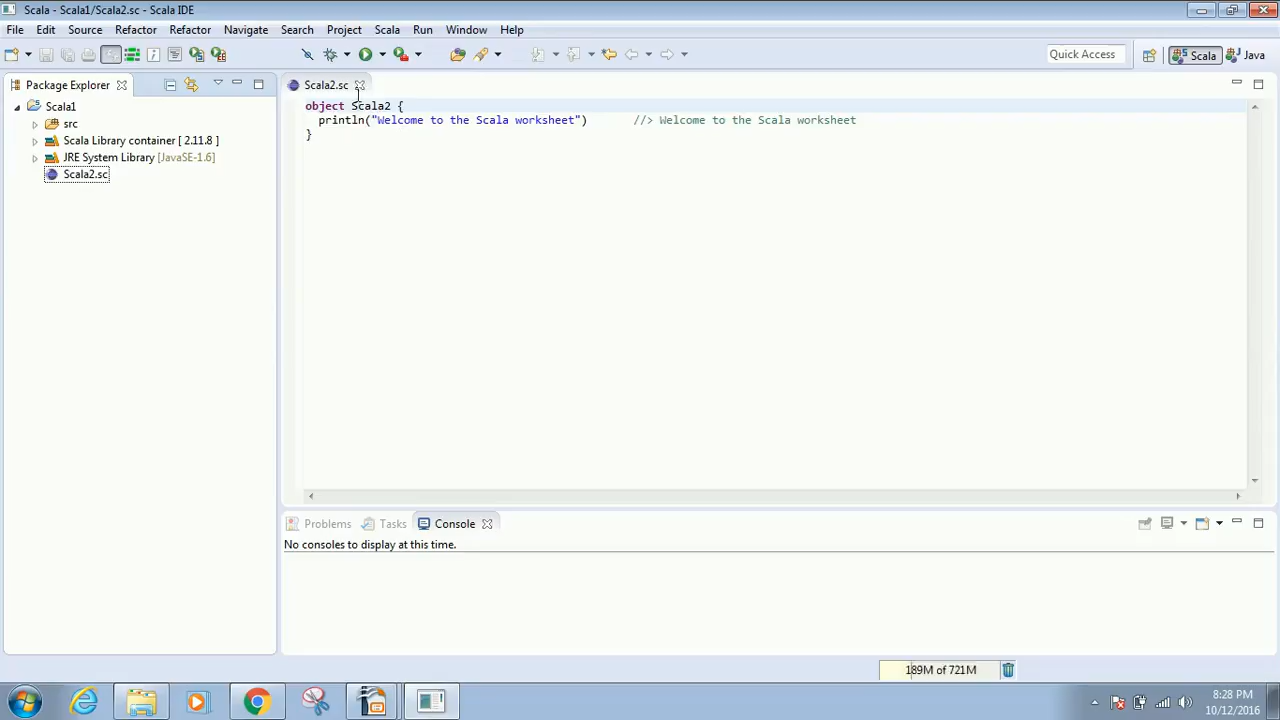 Scala - Scala1/Scala2.sc - Scala IDE
File Edit Source Refactor Refactor Navigate Search Project Scala Run Window Help
Quick Access Scala Java
Package Explorer
Scala1
src
Scala Library container [ 2.11.8 ]
JRE System Library [JavaSE-1.6]
Scala2.sc
Scala2.sc
object Scala2 {
println("Welcome to the Scala worksheet") //> Welcome to the Scala worksheet
}
Problems Tasks Console
No consoles to display at this time.
189M of 721M
8:28 PM
10/12/2016